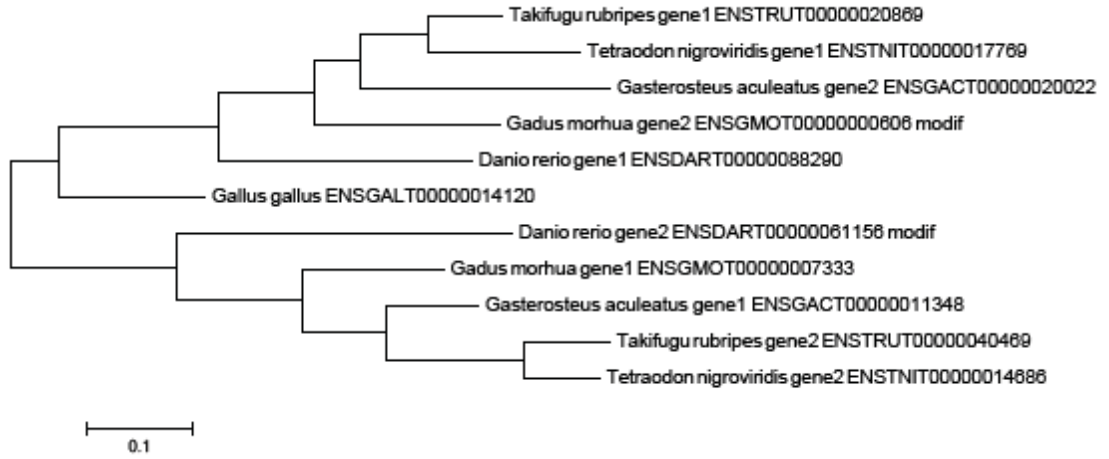 Takifugu rubripes gene1 ENSTRUT00000020869
Tetraodon nigroviridis gene1 ENSTNIT00000017769
Gasterosteus aculeatus gene2 ENSGACT00000020022
Gadus morhua gene2 ENSGMOT00000000606 modif
Danio rerio gene1 ENSDART00000088290
Gallus gallus ENSGALT00000014120
Danio rerio gene2 ENSDART00000061156 modif
Gadus morhua gene1 ENSGMOT00000007333
Gasterosteus aculeatus gene1 ENSGACT00000011348
Takifugu rubripes gene2 ENSTRUT00000040469
Tetraodon nigroviridis gene2 ENSTNIT00000014686
0.1